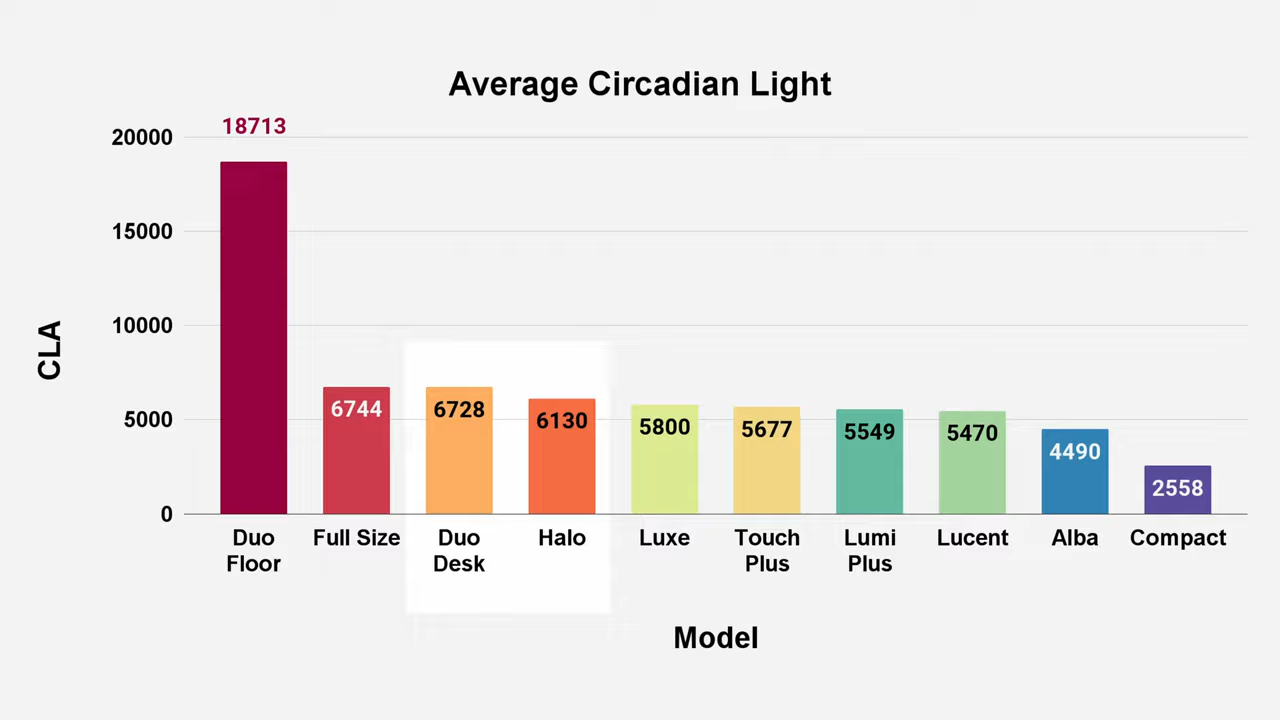 Average Circadian Light
18713
20000
15000
10000
5000
0
CLA
6744
6728
6130
5800
5677
5549
5470
4490
2558
Duo
Floor
Full Size
Duo
Desk
Halo
Luxe
Touch
Plus
Lumi
Plus
Lucent
Alba
Compact
Model